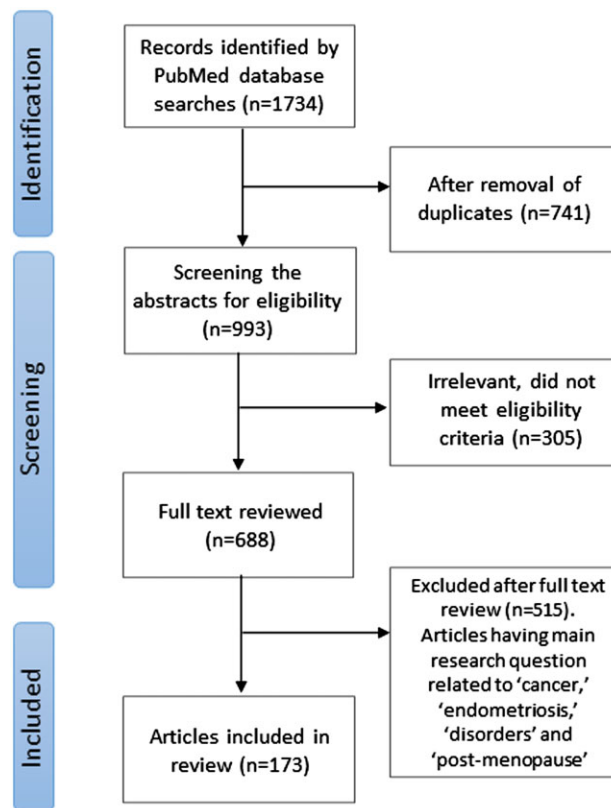 Identification
Records identified by
PubMed database
searches (n=1734)
After removal of
duplicates (n=741)
Screening
Screening the
abstracts for eligibility
(n=993)
Irrelevant, did not
meet eligibility
criteria (n=305)
Full text reviewed
(n=688)
Excluded after full text
review (n=515).
Articles having main
research question
related to ‘cancer,’
‘endometriosis,’
‘disorders’ and
‘post-menopause’
Included
Articles included in
review (n=173)